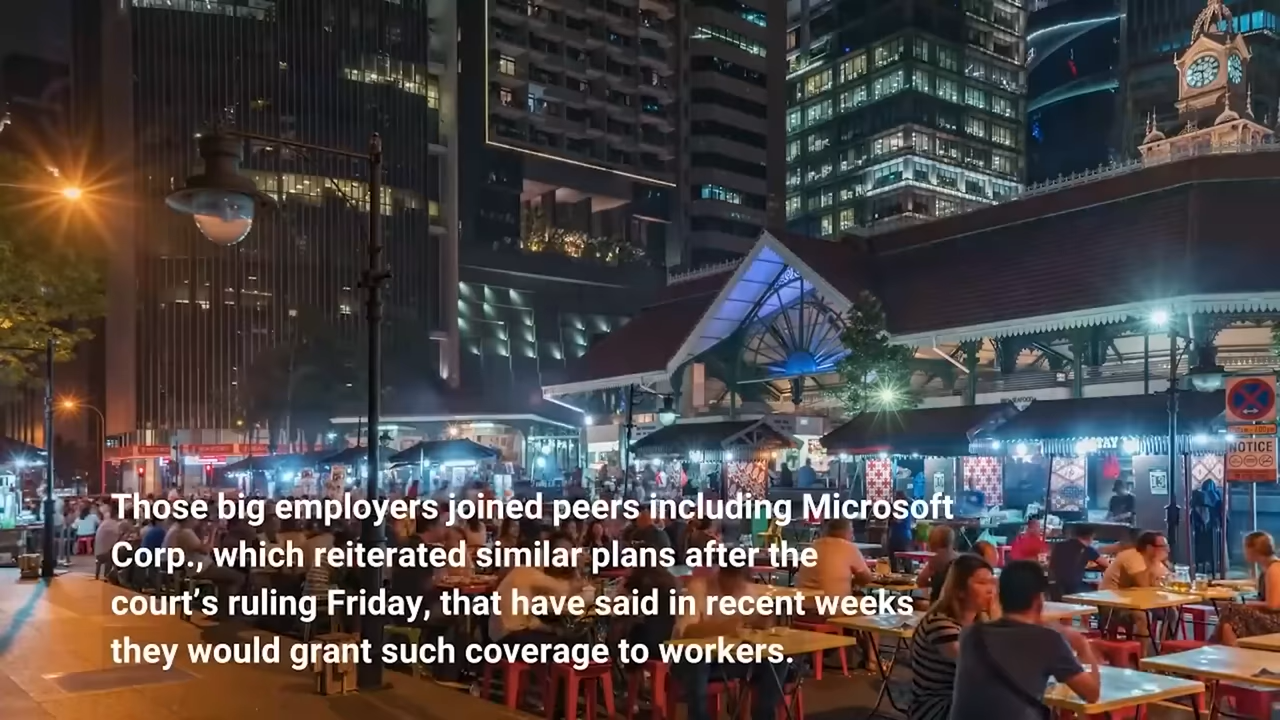 Those big employers joined peers including Microsoft
Corp., which reiterated similar plans after the
court’s ruling Friday, that have said in recent weeks
they would grant such coverage to workers.
NOTICE